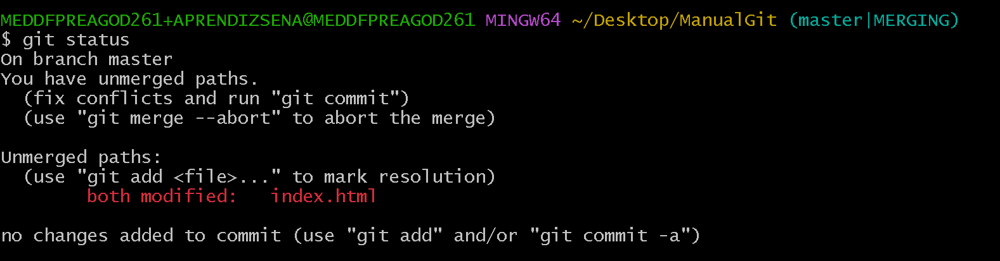 MEDDFPREAGOD261+APRENDIZSENA@MEDDFPREAGOD261 MINGW64 ~/Desktop/ManualGit (master|MERGING)
$ git status
On branch master
You have unmerged paths.
  (fix conflicts and run "git commit")
  (use "git merge --abort" to abort the merge)

Unmerged paths:
  (use "git add <file>..." to mark resolution)
        both modified:   index.html

no changes added to commit (use "git add" and/or "git commit -a")